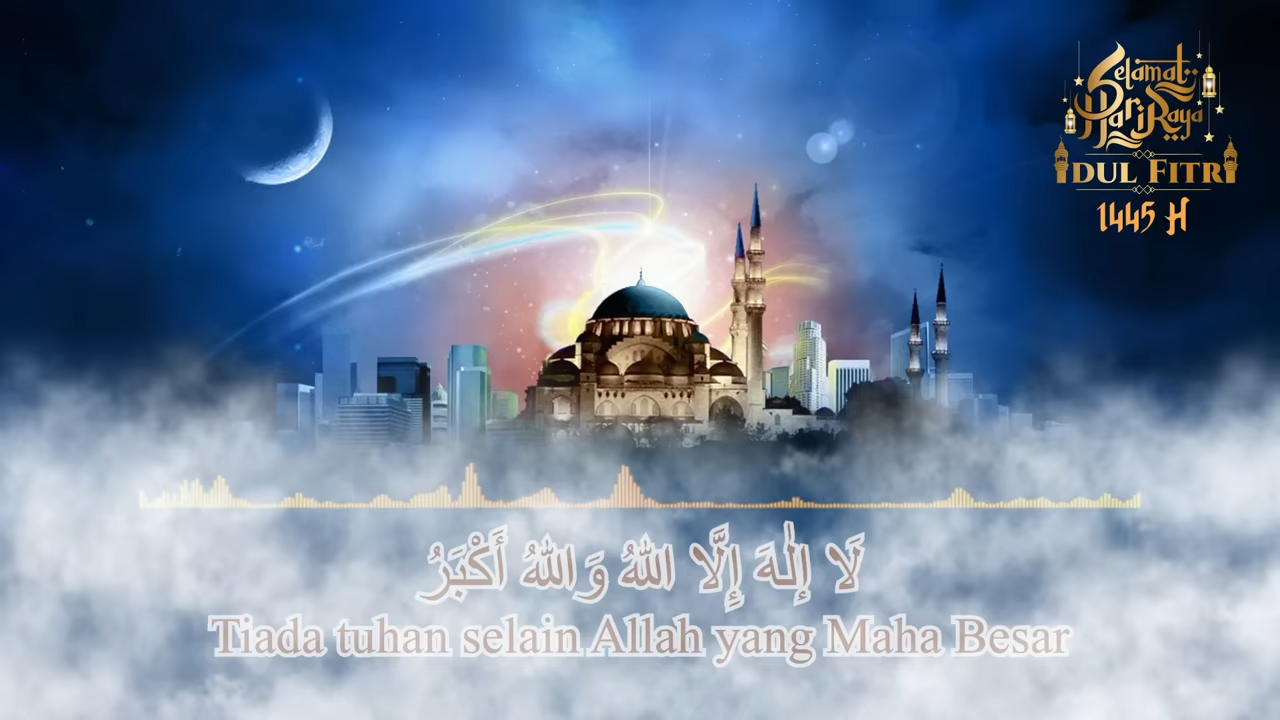 Selamat
Hari Raya
IDUL FITRI
1445 H
لَا إِلٰهَ إِلَّا اللهُ وَاللهُ أَكْبَرُ
Tiada tuhan selain Allah yang Maha Besar